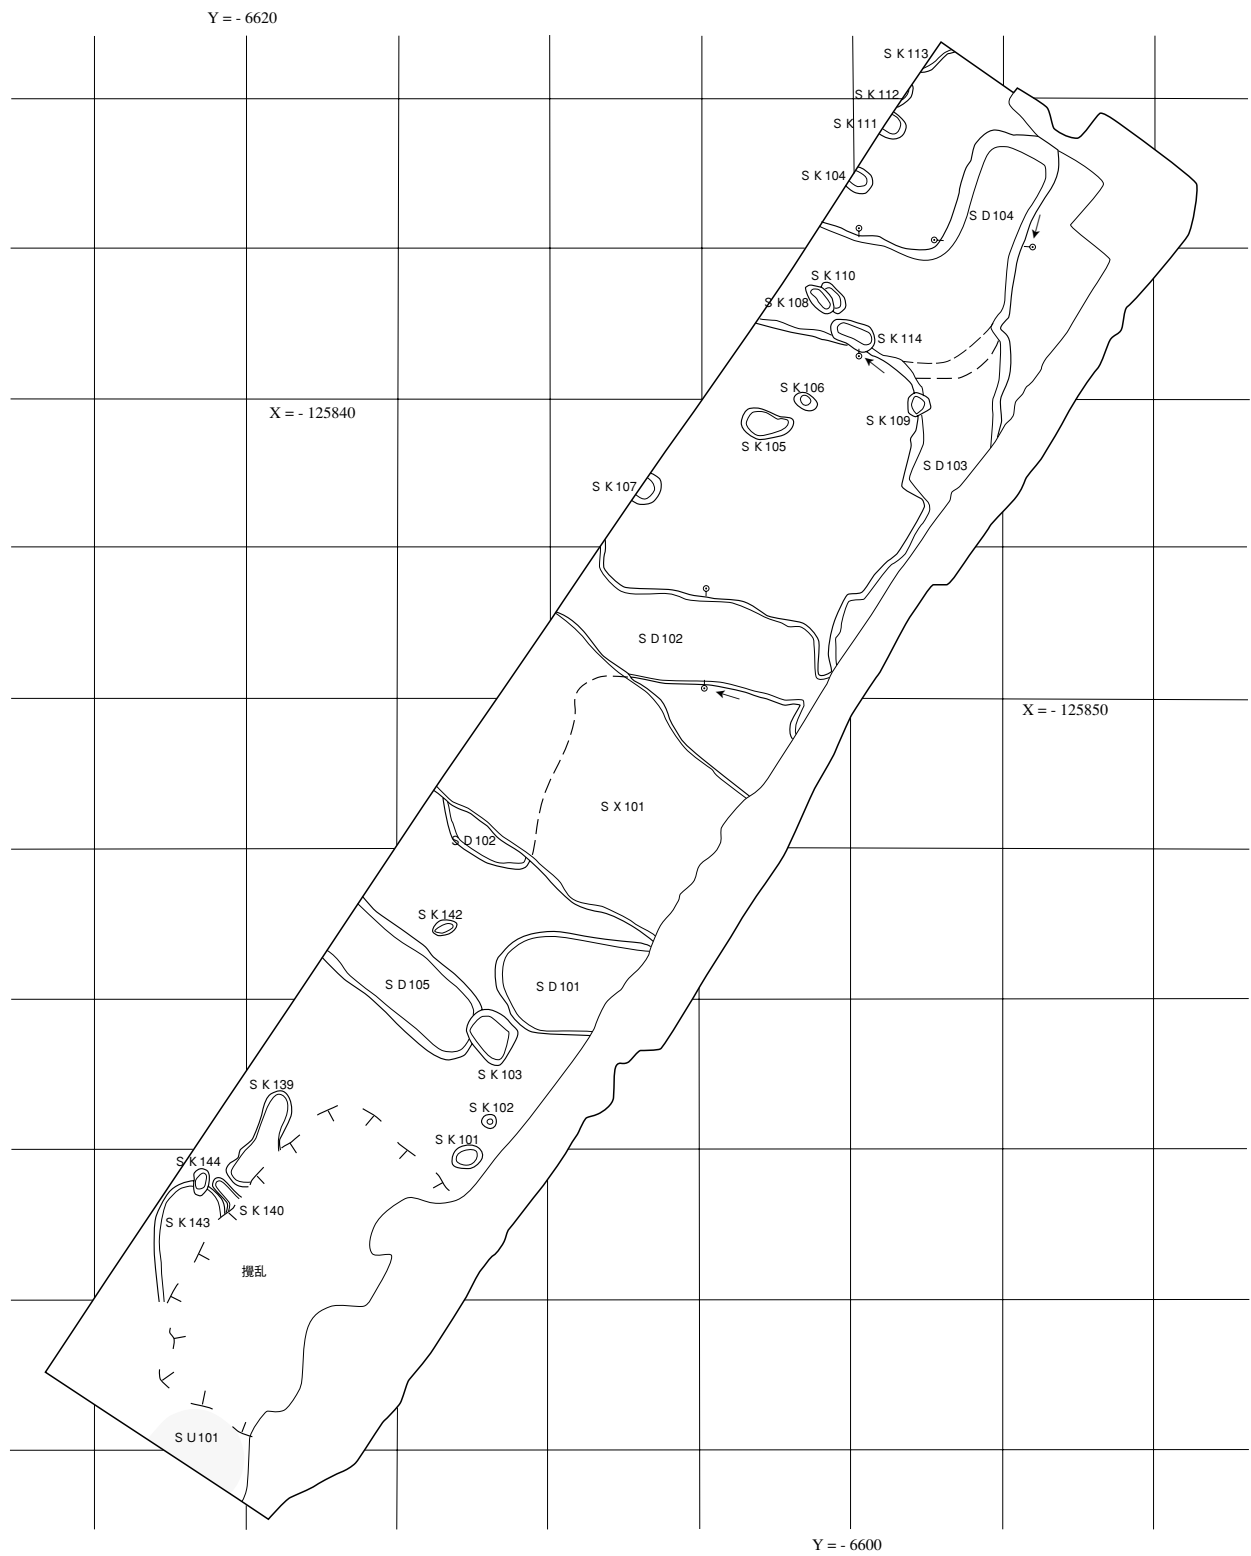 Y = - 6620
S K 113
S K 112
S K 111
S K 104
S D 104
S K 110
S K 108
S K 114
S K 106
X = - 125840
S K 109
S K 105
S D 103
S K 107
S D 102
X = - 125850
S X 101
S D 102
S K 142
S D 105
S D 101
S K 103
S K 139
S K 102
S K 101
S K 144
S K 140
S K 143
攪乱
S U 101
Y = - 6600